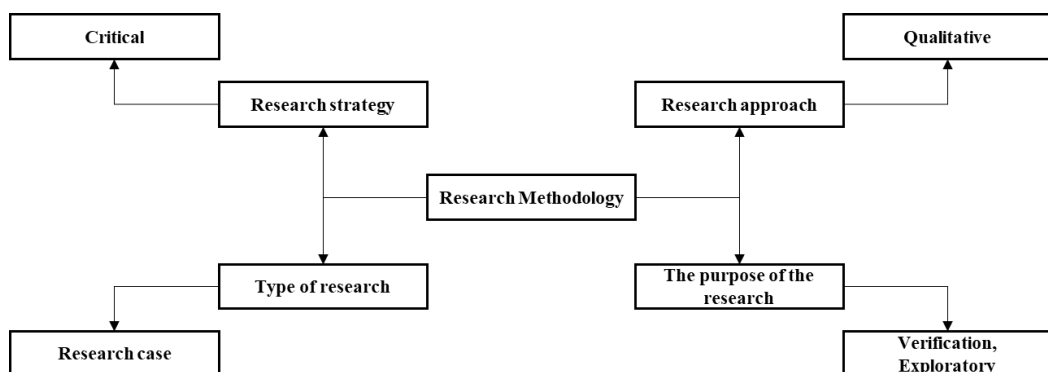 Critical
Qualitative
Research strategy
Research approach
Research Methodology
Type of research
The purpose of the
research
Research case
Verification,
Exploratory